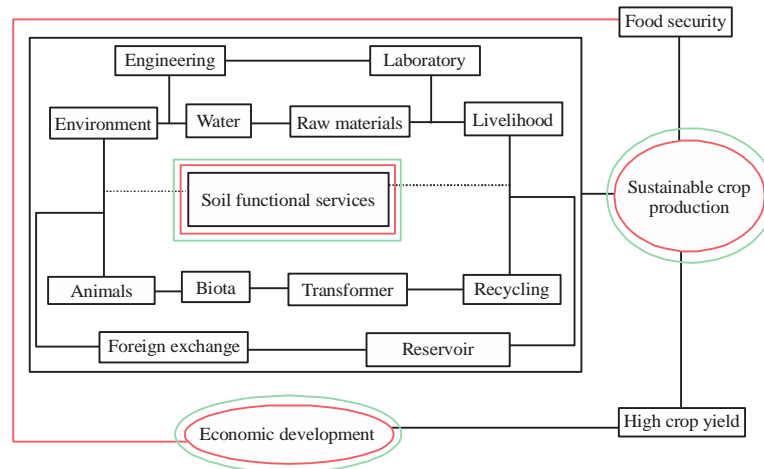 Food security
Engineering
Laboratory
Environment
Water
Raw materials
Livelihood
Soil functional services
Sustainable crop
production
Animals
Biota
Transformer
Recycling
Foreign exchange
Reservoir
High crop yield
Economic development